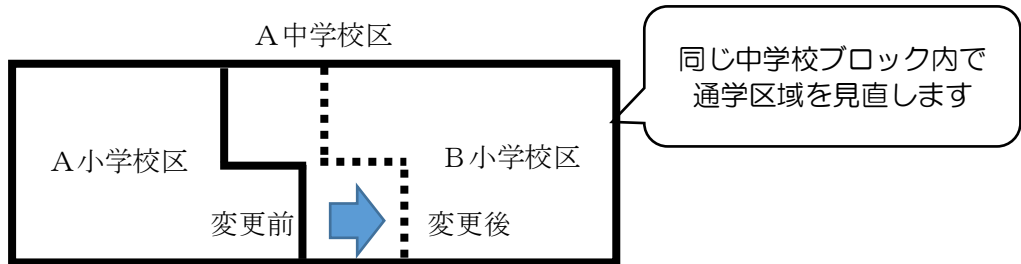 A中学校区
同じ中学校ブロック内で
通学区域を見直します
A小学校区
B小学校区
変更前
変更後